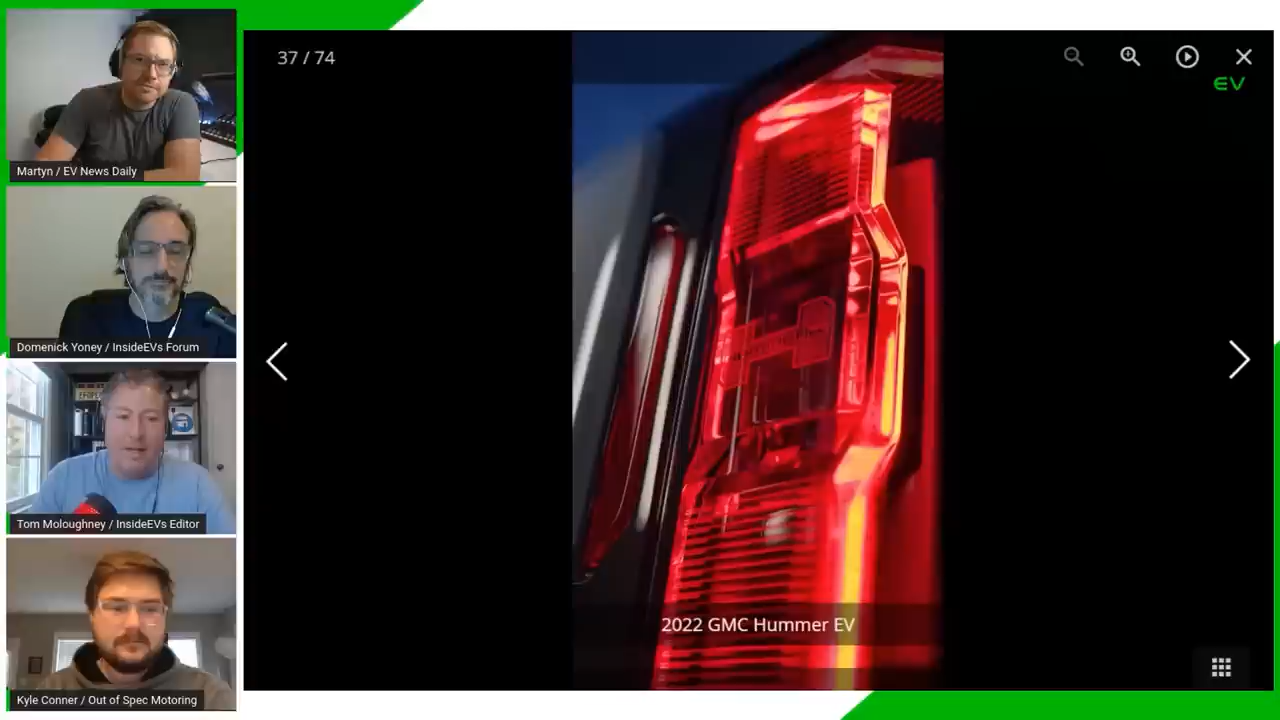 Martyn / EV News Daily
Domenick Yoney / InsideEVs Forum
Tom Moloughney / InsideEVs Editor
Kyle Conner / Out of Spec Motoring
37 / 74
EV
2022 GMC Hummer EV